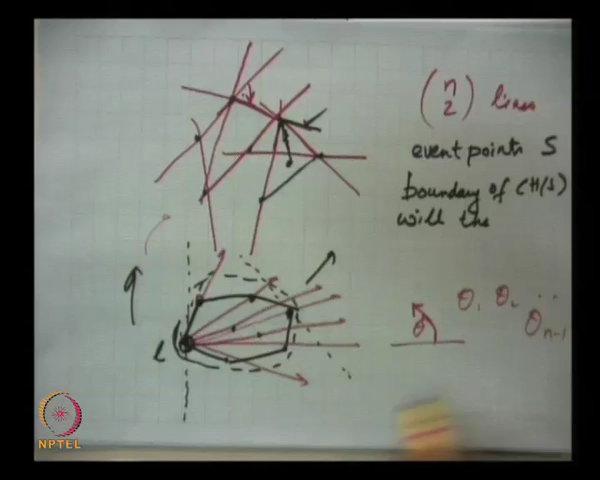 (n 2) lines
event points S
boundary of CH(S)
will the
θ θ₁ θ₂ ..
θₙ₋₁
l
NPTEL